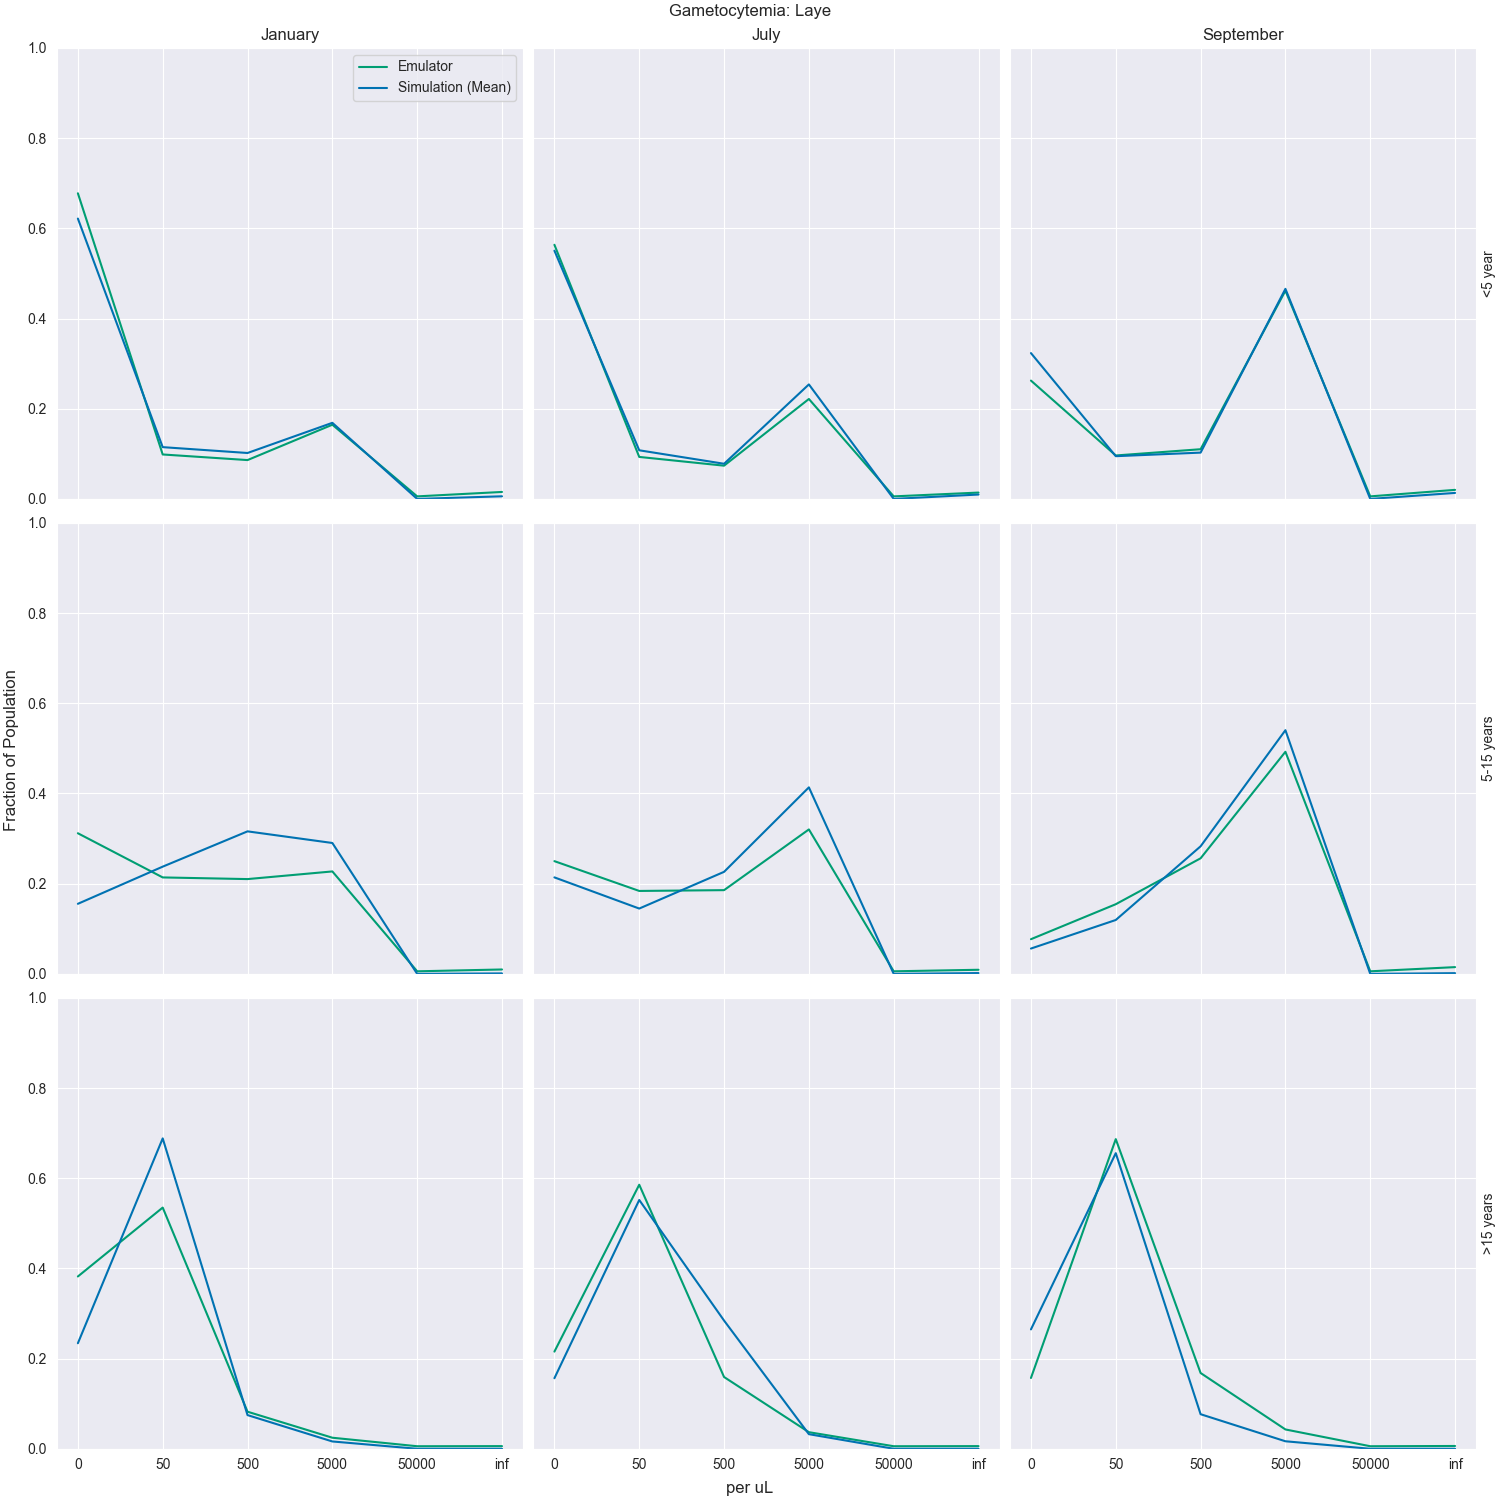 Gametocytemia: Laye
January
July
September
Emulator
Simulation (Mean)
1.0
0.8
0.6
0.4
0.2
0.0
<5 year
1.0
0.8
0.6
0.4
0.2
0.0
5-15 years
Fraction of Population
1.0
0.8
0.6
0.4
0.2
0.0
>15 years
0 50 500 5000 50000 inf
0 50 500 5000 50000 inf
0 50 500 5000 50000 inf
per uL